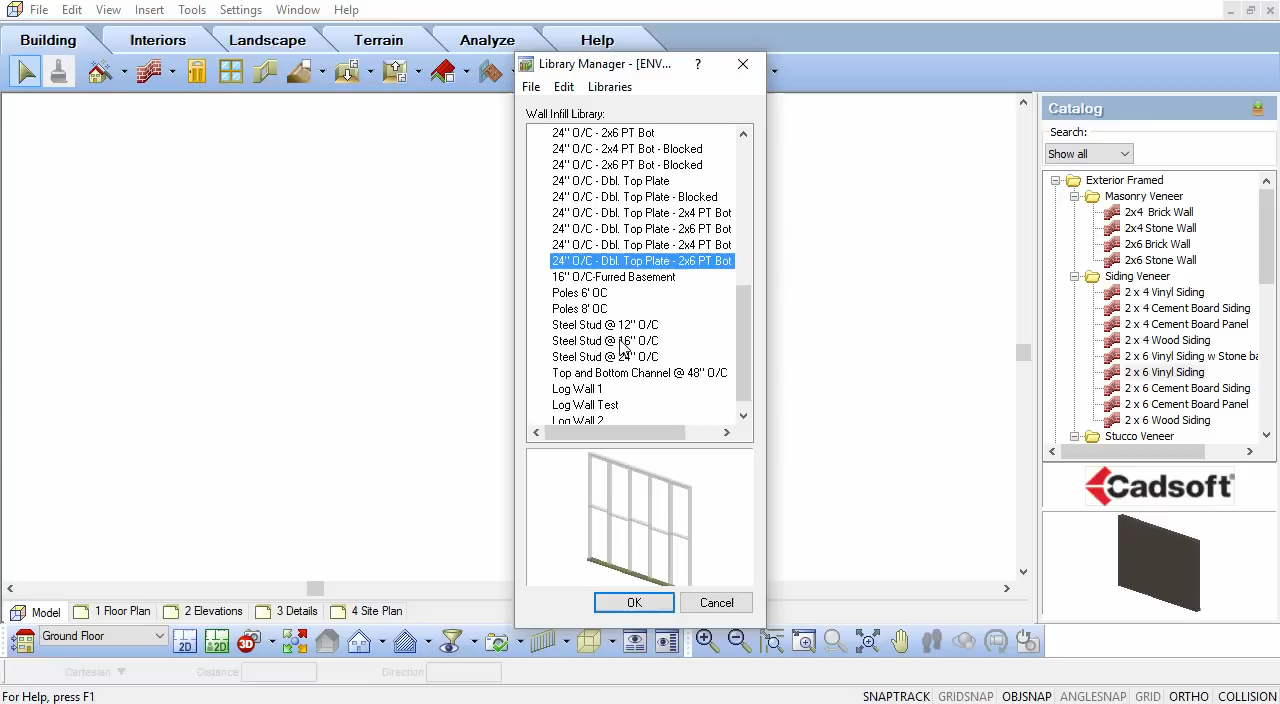 File Edit View Insert Tools Settings Window Help
Building Interiors Landscape Terrain Analyze Help
Library Manager - [ENV...
File Edit Libraries
Wall Infill Library:
24" O/C - 2x6 PT Bot
24" O/C - 2x4 PT Bot - Blocked
24" O/C - 2x6 PT Bot - Blocked
24" O/C - Dbl. Top Plate
24" O/C - Dbl. Top Plate - Blocked
24" O/C - Dbl. Top Plate - 2x4 PT Bot
24" O/C - Dbl. Top Plate - 2x6 PT Bot
24" O/C - Dbl. Top Plate - 2x4 PT Bot
24" O/C - Dbl. Top Plate - 2x6 PT Bot
16" O/C-Furred Basement
Poles 6' OC
Poles 8' OC
Steel Stud @ 12" O/C
Steel Stud @ 16" O/C
Steel Stud @ 24" O/C
Top and Bottom Channel @ 48" O/C
Log Wall 1
Log Wall Test
Log Wall 2
OK Cancel
Catalog
Search:
Show all
Exterior Framed
Masonry Veneer
2x4 Brick Wall
2x4 Stone Wall
2x6 Brick Wall
2x6 Stone Wall
Siding Veneer
2 x 4 Vinyl Siding
2 x 4 Cement Board Siding
2 x 4 Cement Board Panel
2 x 4 Wood Siding
2 x 6 Vinyl Siding w Stone ba
2 x 6 Vinyl Siding
2 x 6 Cement Board Siding
2 x 6 Cement Board Panel
2 x 6 Wood Siding
Stucco Veneer
Cadsoft
Model 1 Floor Plan 2 Elevations 3 Details 4 Site Plan
Ground Floor 2D 2D 3D
Cartesian Distance Direction
For Help, press F1 SNAPTRACK GRIDSNAP OBJSNAP ANGLESNAP GRID ORTHO COLLISION